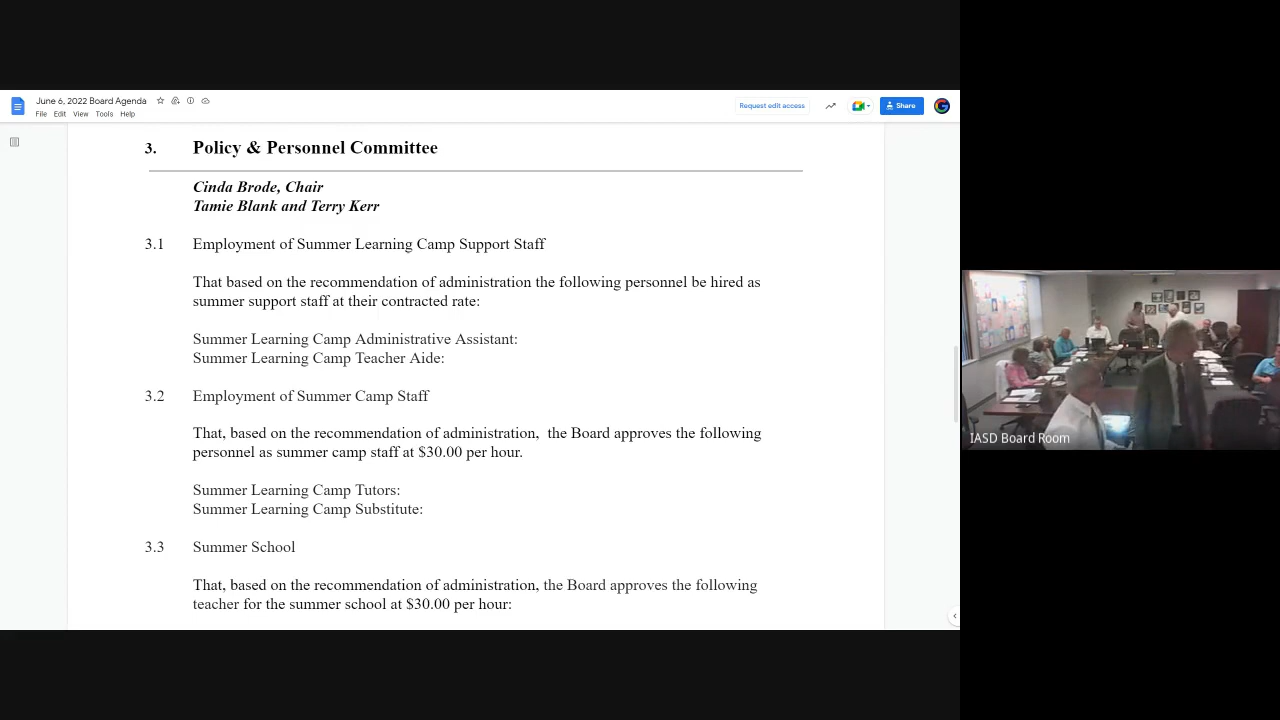 June 6, 2022 Board Agenda
File Edit View Tools Help
Request edit access
Share
3. Policy & Personnel Committee
Cinda Brode, Chair
Tamie Blank and Terry Kerr
3.1 Employment of Summer Learning Camp Support Staff
That based on the recommendation of administration the following personnel be hired as
summer support staff at their contracted rate:
Summer Learning Camp Administrative Assistant:
Summer Learning Camp Teacher Aide:
3.2 Employment of Summer Camp Staff
That, based on the recommendation of administration,  the Board approves the following
personnel as summer camp staff at $30.00 per hour.
Summer Learning Camp Tutors:
Summer Learning Camp Substitute:
3.3 Summer School
That, based on the recommendation of administration, the Board approves the following
teacher for the summer school at $30.00 per hour:
IASD Board Room